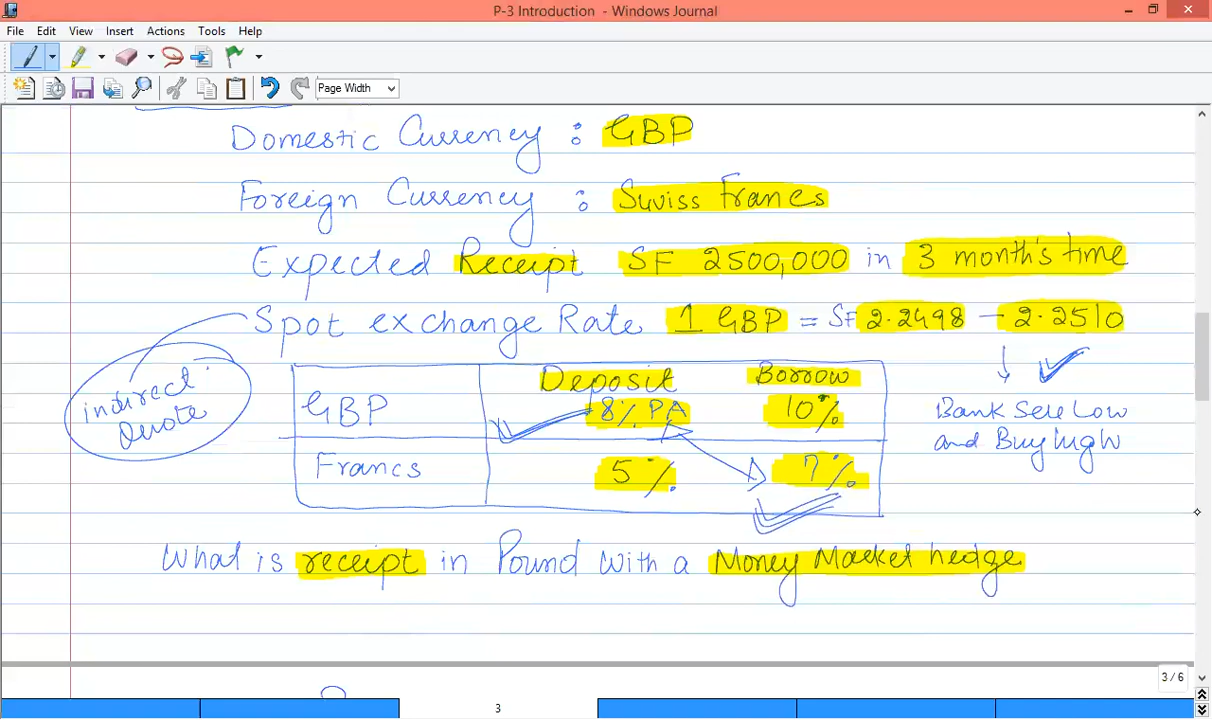 P-3 Introduction - Windows Journal
File Edit View Insert Actions Tools Help
Page Width
Domestic Currency : GBP
Foreign Currency : Suviss Francs
Expected Receipt SF 2500,000 in 3 month's time
Spot exchange Rate 1 GBP = SF 2.2498 - 2.2510
indirect
Quote
Deposit Borrow
GBP 8% PA 10%
Francs 5% 7%
Bank Sele Low
and Buy high
What is receipt in Pound with a Money Market hedge
3 / 6
3